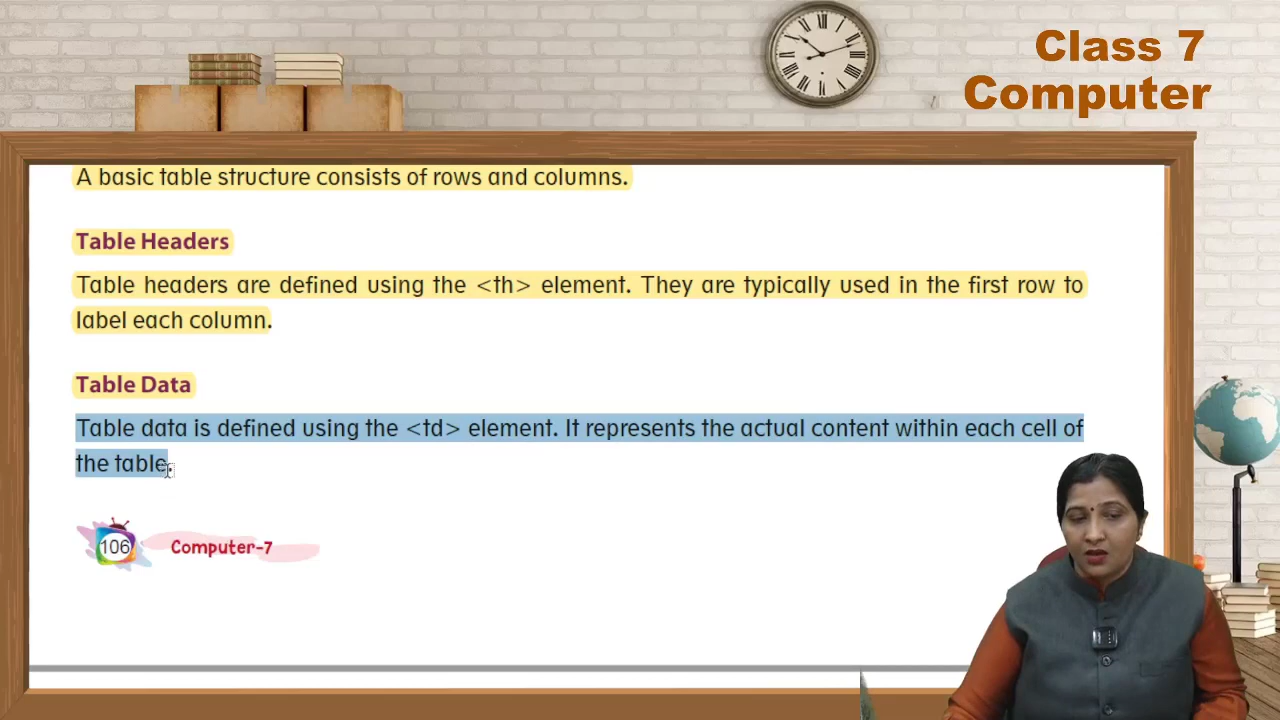 Class 7
Computer
A basic table structure consists of rows and columns.
Table Headers
Table headers are defined using the <th> element. They are typically used in the first row to
label each column.
Table Data
Table data is defined using the <td> element. It represents the actual content within each cell of
the table.
106 Computer-7